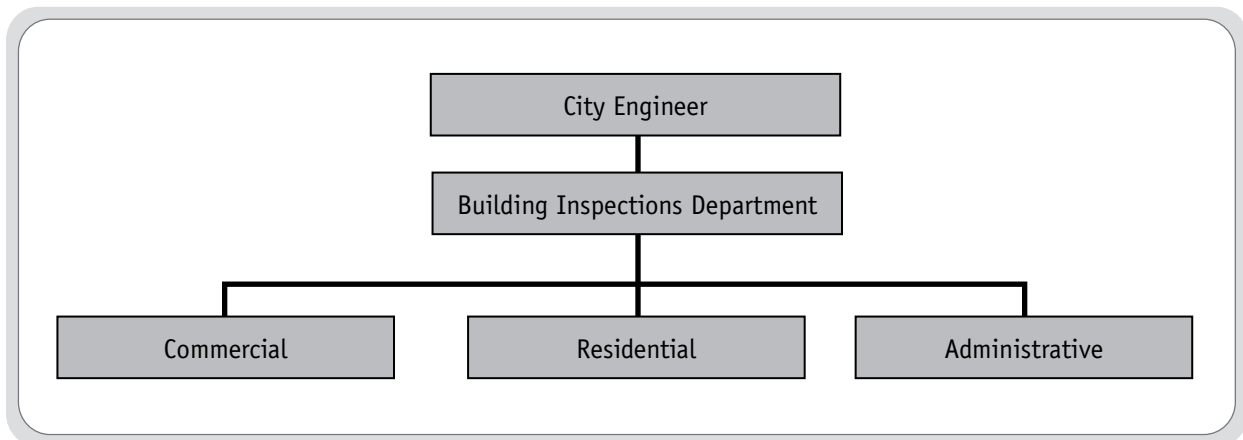 City Engineer
Building Inspections Department
Commercial
Residential
Administrative